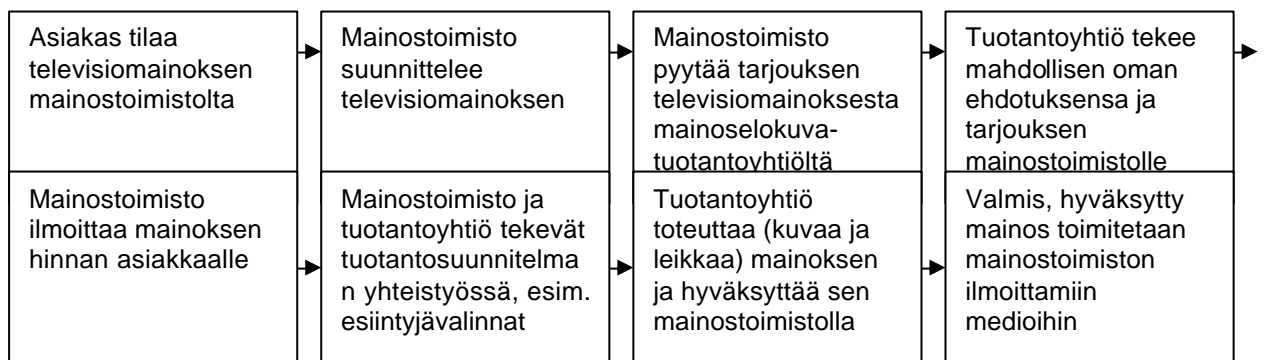 Asiakas tilaa
televisiomainoksen
mainostoimistolta
Mainostoimisto
suunnittelee
televisiomainoksen
Mainostoimisto
pyytää tarjouksen
televisiomainoksesta
mainoselokuva-
tuotantoyhtiöltä
Tuotantoyhtiö tekee
mahdollisen oman
ehdotuksensa ja
tarjouksen
mainostoimistolle
Mainostoimisto
ilmoittaa mainoksen
hinnan asiakkaalle
Mainostoimisto ja
tuotantoyhtiö tekevät
tuotantosuunnitelma
n yhteistyössä, esim.
esiintyjävalinnat
Tuotantoyhtiö
toteuttaa (kuvaa ja
leikkaa) mainoksen
ja hyväksyttää sen
mainostoimistolla
Valmis, hyväksytty
mainos toimitetaan
mainostoimiston
ilmoittamiin
medioihin